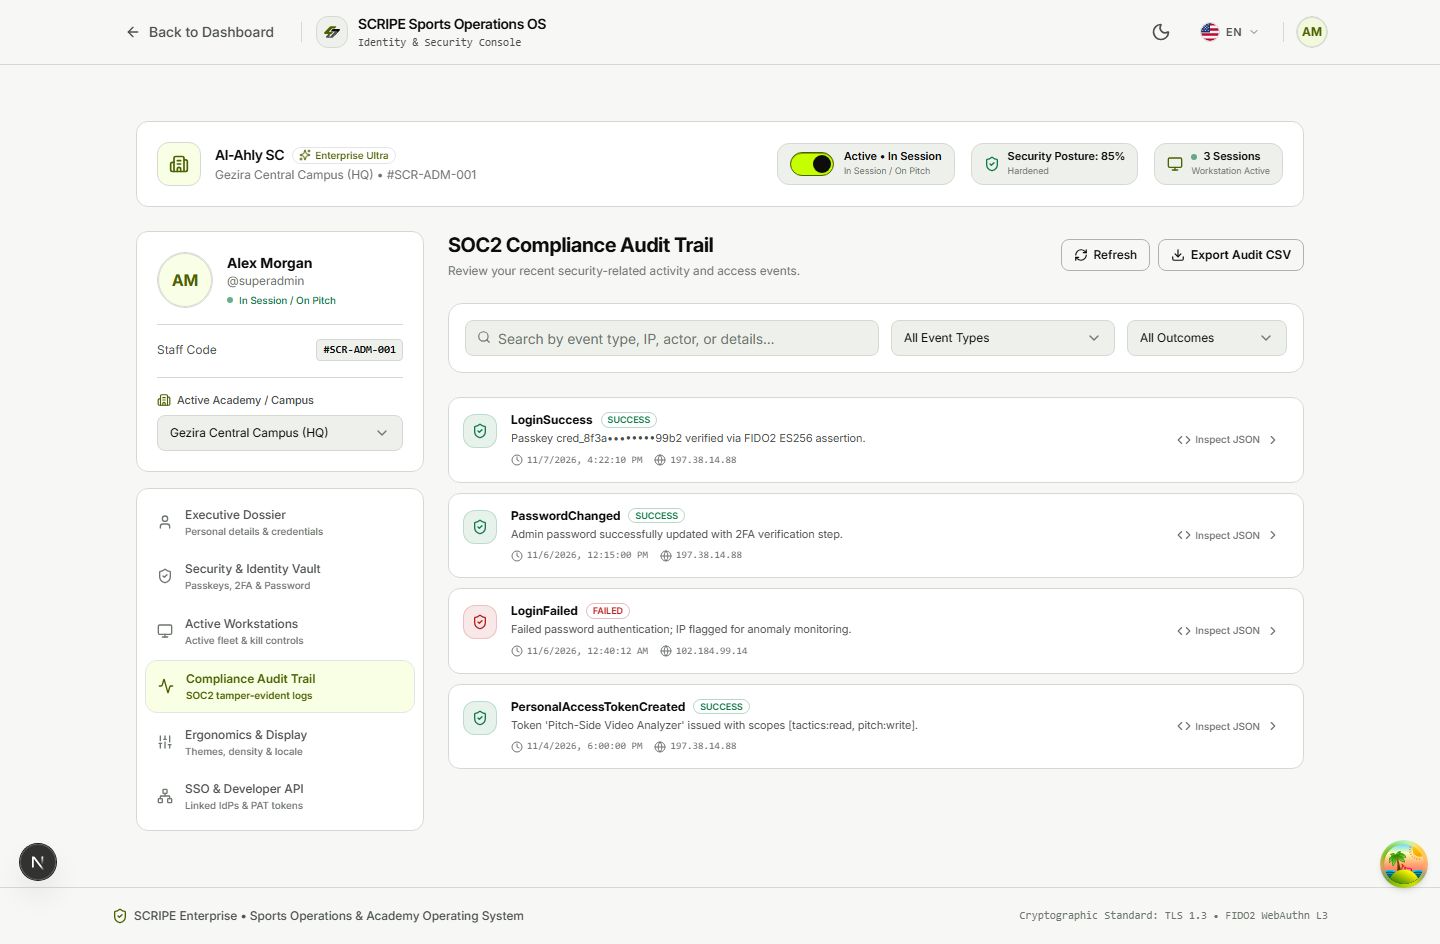 Back to Dashboard
SCRIPE Sports Operations OS
Identity & Security Console
EN
AM
Al-Ahly SC
Enterprise Ultra
Gezira Central Campus (HQ) • #SCR-ADM-001
Active • In Session
In Session / On Pitch
Security Posture: 85%
Hardened
3 Sessions
Workstation Active
AM
Alex Morgan
@superadmin
In Session / On Pitch
Staff Code
#SCR-ADM-001
Active Academy / Campus
Gezira Central Campus (HQ)
Executive Dossier
Personal details & credentials
Security & Identity Vault
Passkeys, 2FA & Password
Active Workstations
Active fleet & kill controls
Compliance Audit Trail
SOC2 tamper-evident logs
Ergonomics & Display
Themes, density & locale
SSO & Developer API
Linked IdPs & PAT tokens
SOC2 Compliance Audit Trail
Review your recent security-related activity and access events.
Refresh
Export Audit CSV
Search by event type, IP, actor, or details...
All Event Types
All Outcomes
LoginSuccess SUCCESS
Passkey cred_8f3a••••••••99b2 verified via FIDO2 ES256 assertion.
11/7/2026, 4:22:10 PM 197.38.14.88
Inspect JSON
PasswordChanged SUCCESS
Admin password successfully updated with 2FA verification step.
11/6/2026, 12:15:00 PM 197.38.14.88
Inspect JSON
LoginFailed FAILED
Failed password authentication; IP flagged for anomaly monitoring.
11/6/2026, 12:40:12 AM 102.184.99.14
Inspect JSON
PersonalAccessTokenCreated SUCCESS
Token 'Pitch-Side Video Analyzer' issued with scopes [tactics:read, pitch:write].
11/4/2026, 6:00:00 PM 197.38.14.88
Inspect JSON
N
SCRIPE Enterprise • Sports Operations & Academy Operating System
Cryptographic Standard: TLS 1.3 • FIDO2 WebAuthn L3